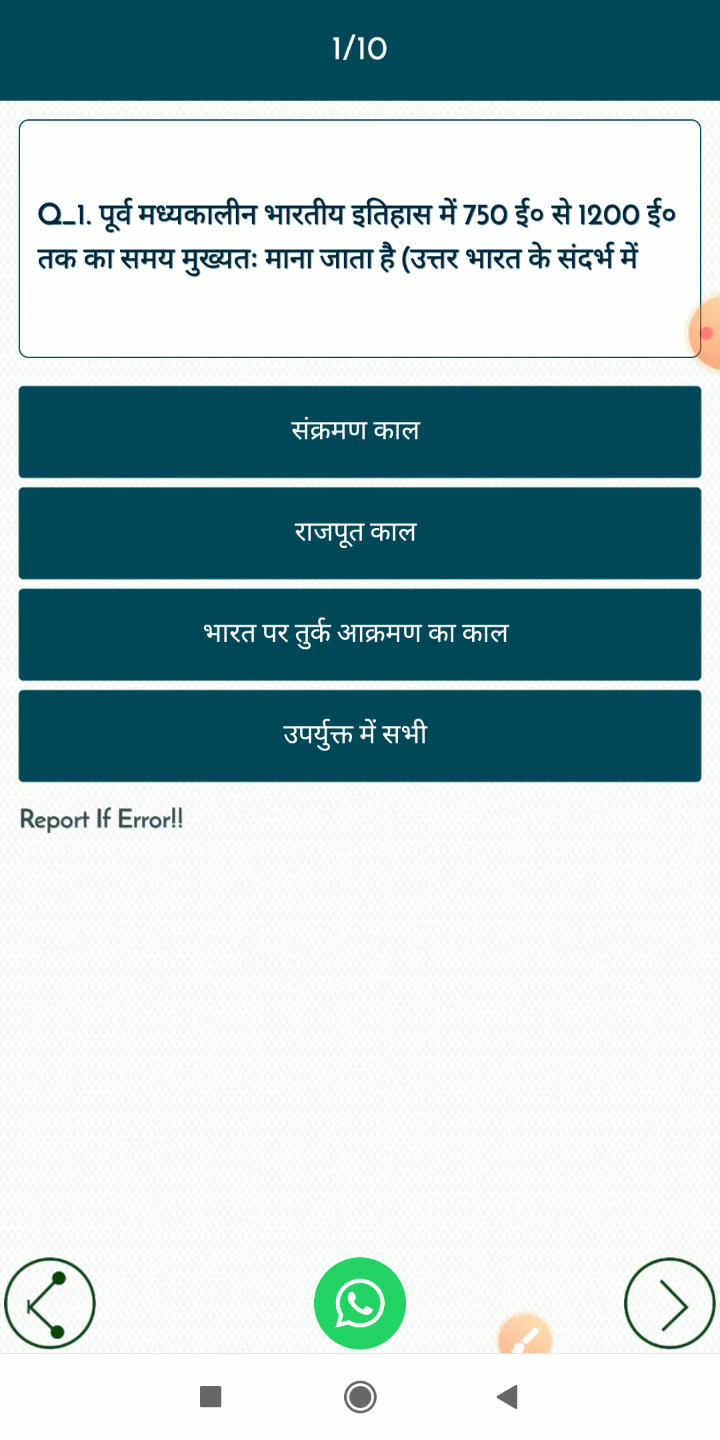 1/10
Q_1. पूर्व मध्यकालीन भारतीय इतिहास में 750 ई० से 1200 ई०
तक का समय मुख्यतः माना जाता है (उत्तर भारत के संदर्भ में
संक्रमण काल
राजपूत काल
भारत पर तुर्क आक्रमण का काल
उपर्युक्त में सभी
Report If Error!!